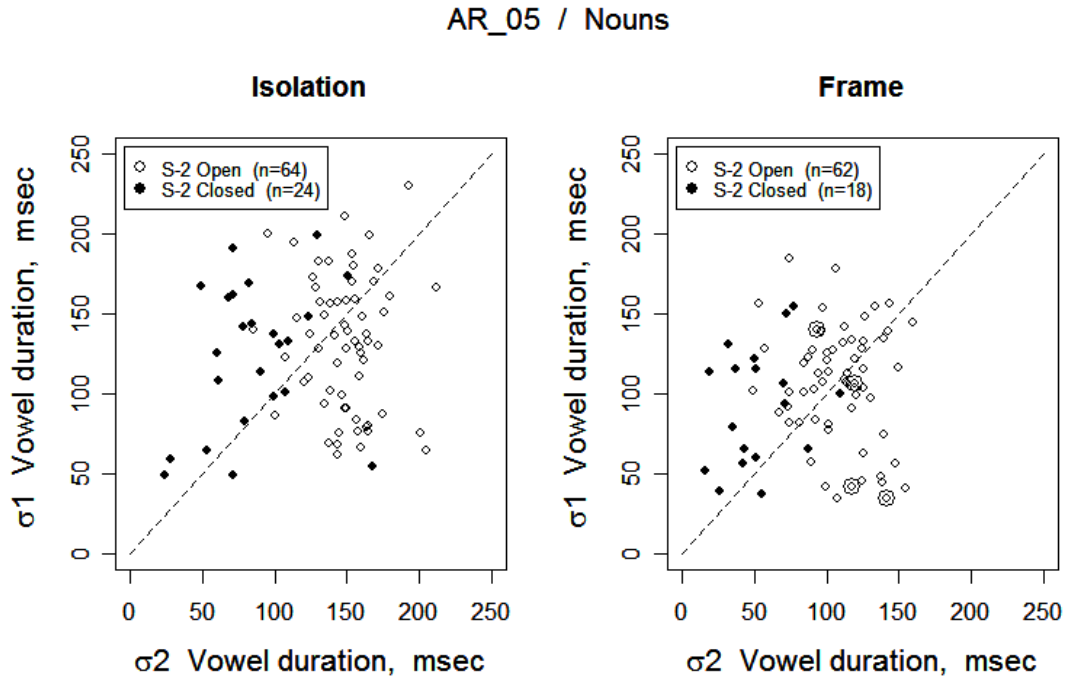 AR_05 / Nouns
Isolation
S-2 Open (n=64)
S-2 Closed (n=24)
σ1 Vowel duration, msec
0 50 100 150 200 250
0 50 100 150 200 250
σ2 Vowel duration, msec
Frame
S-2 Open (n=62)
S-2 Closed (n=18)
σ1 Vowel duration, msec
0 50 100 150 200 250
0 50 100 150 200 250
σ2 Vowel duration, msec